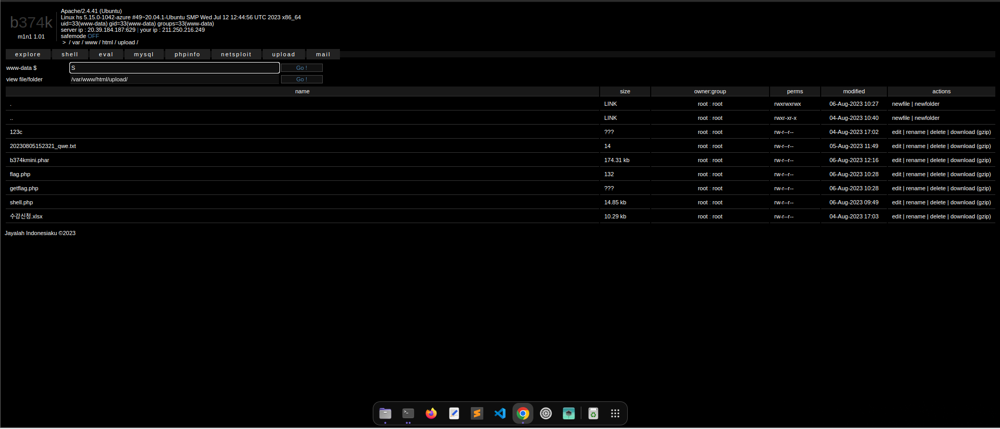 b374k
m1n1 1.01
Apache/2.4.41 (Ubuntu)
Linux hs 5.15.0-1042-azure #49~20.04.1-Ubuntu SMP Wed Jul 12 12:44:56 UTC 2023 x86_64
uid=33(www-data) gid=33(www-data) groups=33(www-data)
server ip : 20.39.184.187:629 | your ip : 211.250.216.249
safemode OFF
> / var / www / html / upload /
explore shell eval mysql phpinfo netsploit upload mail
www-data $ S Go !
view file/folder /var/www/html/upload/ Go !
name size owner:group perms modified actions
. LINK root : root rwxrwxrwx 06-Aug-2023 10:27 newfile | newfolder
.. LINK root : root rwxr-xr-x 04-Aug-2023 10:40 newfile | newfolder
123c ??? root : root rw-r--r-- 04-Aug-2023 17:02 edit | rename | delete | download (gzip)
20230805152321_qwe.txt 14 root : root rw-r--r-- 05-Aug-2023 11:49 edit | rename | delete | download (gzip)
b374kmini.phar 174.31 kb root : root rw-r--r-- 06-Aug-2023 12:16 edit | rename | delete | download (gzip)
flag.php 132 root : root rw-r--r-- 06-Aug-2023 10:28 edit | rename | delete | download (gzip)
getflag.php ??? root : root rw-r--r-- 06-Aug-2023 10:28 edit | rename | delete | download (gzip)
shell.php 14.85 kb root : root rw-r--r-- 06-Aug-2023 09:49 edit | rename | delete | download (gzip)
수강신청.xlsx 10.29 kb root : root rw-r--r-- 04-Aug-2023 17:03 edit | rename | delete | download (gzip)
Jayalah Indonesiaku ©2023